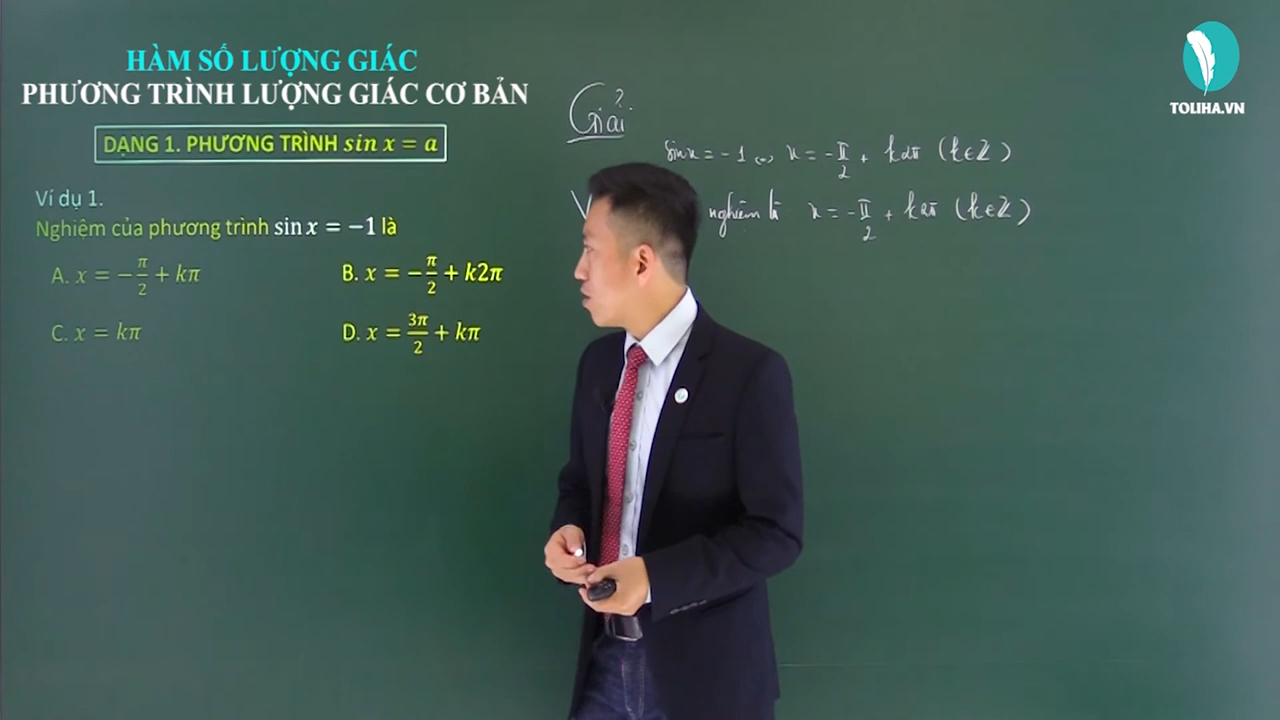 HÀM SỐ LƯỢNG GIÁC
PHƯƠNG TRÌNH LƯỢNG GIÁC CƠ BẢN
DẠNG 1. PHƯƠNG TRÌNH sin x = a
Ví dụ 1.
Nghiệm của phương trình sin x = −1 là
A. x = −π/2 + kπ
B. x = −π/2 + k2π
C. x = kπ
D. x = 3π/2 + kπ
Giải
sin x = −1 ⇔ x = −π/2 + k2π (k∈Z)
nghiệm là x = −π/2 + k2π (k∈Z)
TOLIHA.VN